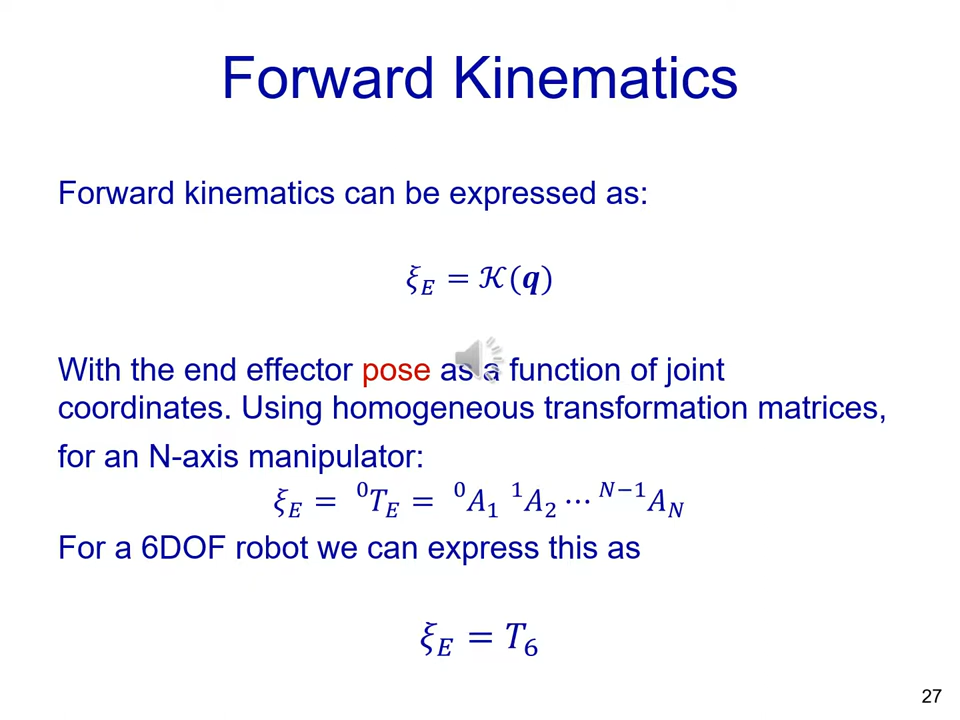 Forward Kinematics
Forward kinematics can be expressed as:
ξ_E = 𝒦(𝒒)
With the end effector pose as a function of joint
coordinates. Using homogeneous transformation matrices,
for an N-axis manipulator:
ξ_E = ⁰T_E = ⁰A₁ ¹A₂ ⋯ ᴺ⁻¹A_N
For a 6DOF robot we can express this as
ξ_E = T₆
27